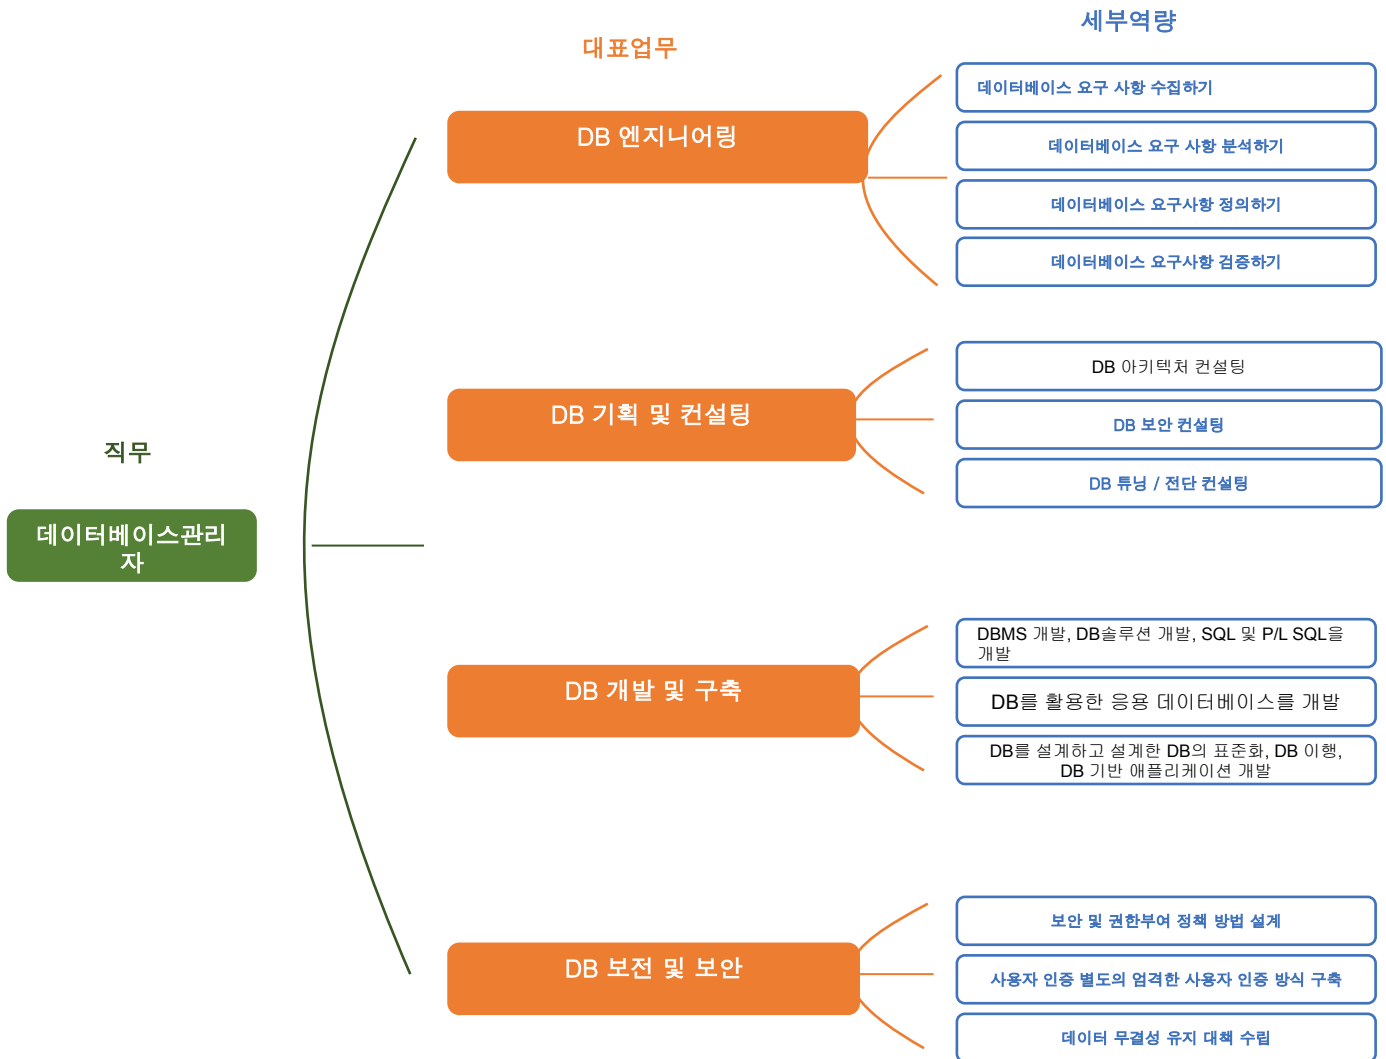 세부역량
대표업무
데이터베이스 요구 사항 수집하기
DB 엔지니어링
데이터베이스 요구 사항 분석하기
데이터베이스 요구사항 정의하기
데이터베이스 요구사항 검증하기
DB 아키텍처 컨설팅
DB 기획 및 컨설팅
DB 보안 컨설팅
DB 튜닝 / 전단 컨설팅
직무
데이터베이스관리
자
DBMS 개발, DB솔루션 개발, SQL 및 P/L SQL을
개발
DB 개발 및 구축
DB를 활용한 응용 데이터베이스를 개발
DB를 설계하고 설계한 DB의 표준화, DB 이행,
DB 기반 애플리케이션 개발
보안 및 권한부여 정책 방법 설계
DB 보전 및 보안
사용자 인증 별도의 엄격한 사용자 인증 방식 구축
데이터 무결성 유지 대책 수립